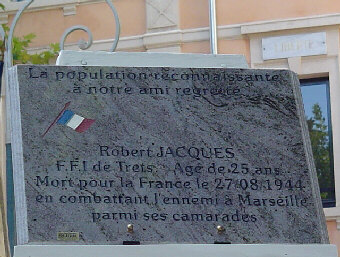 La population reconnaissante
à notre ami regretté
Robert JACQUES
F.F.I de Trets - Agé de 25 ans
Mort pour la France le 27.08.1944
en combattant l'ennemi à Marseille
parmi ses camarades